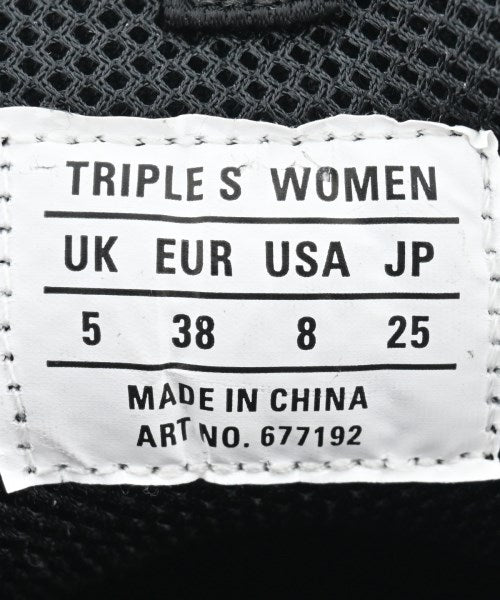 TRIPLE S WOMEN
UK EUR USA JP
5 38 8 25
MADE IN CHINA
ART NO. 677192